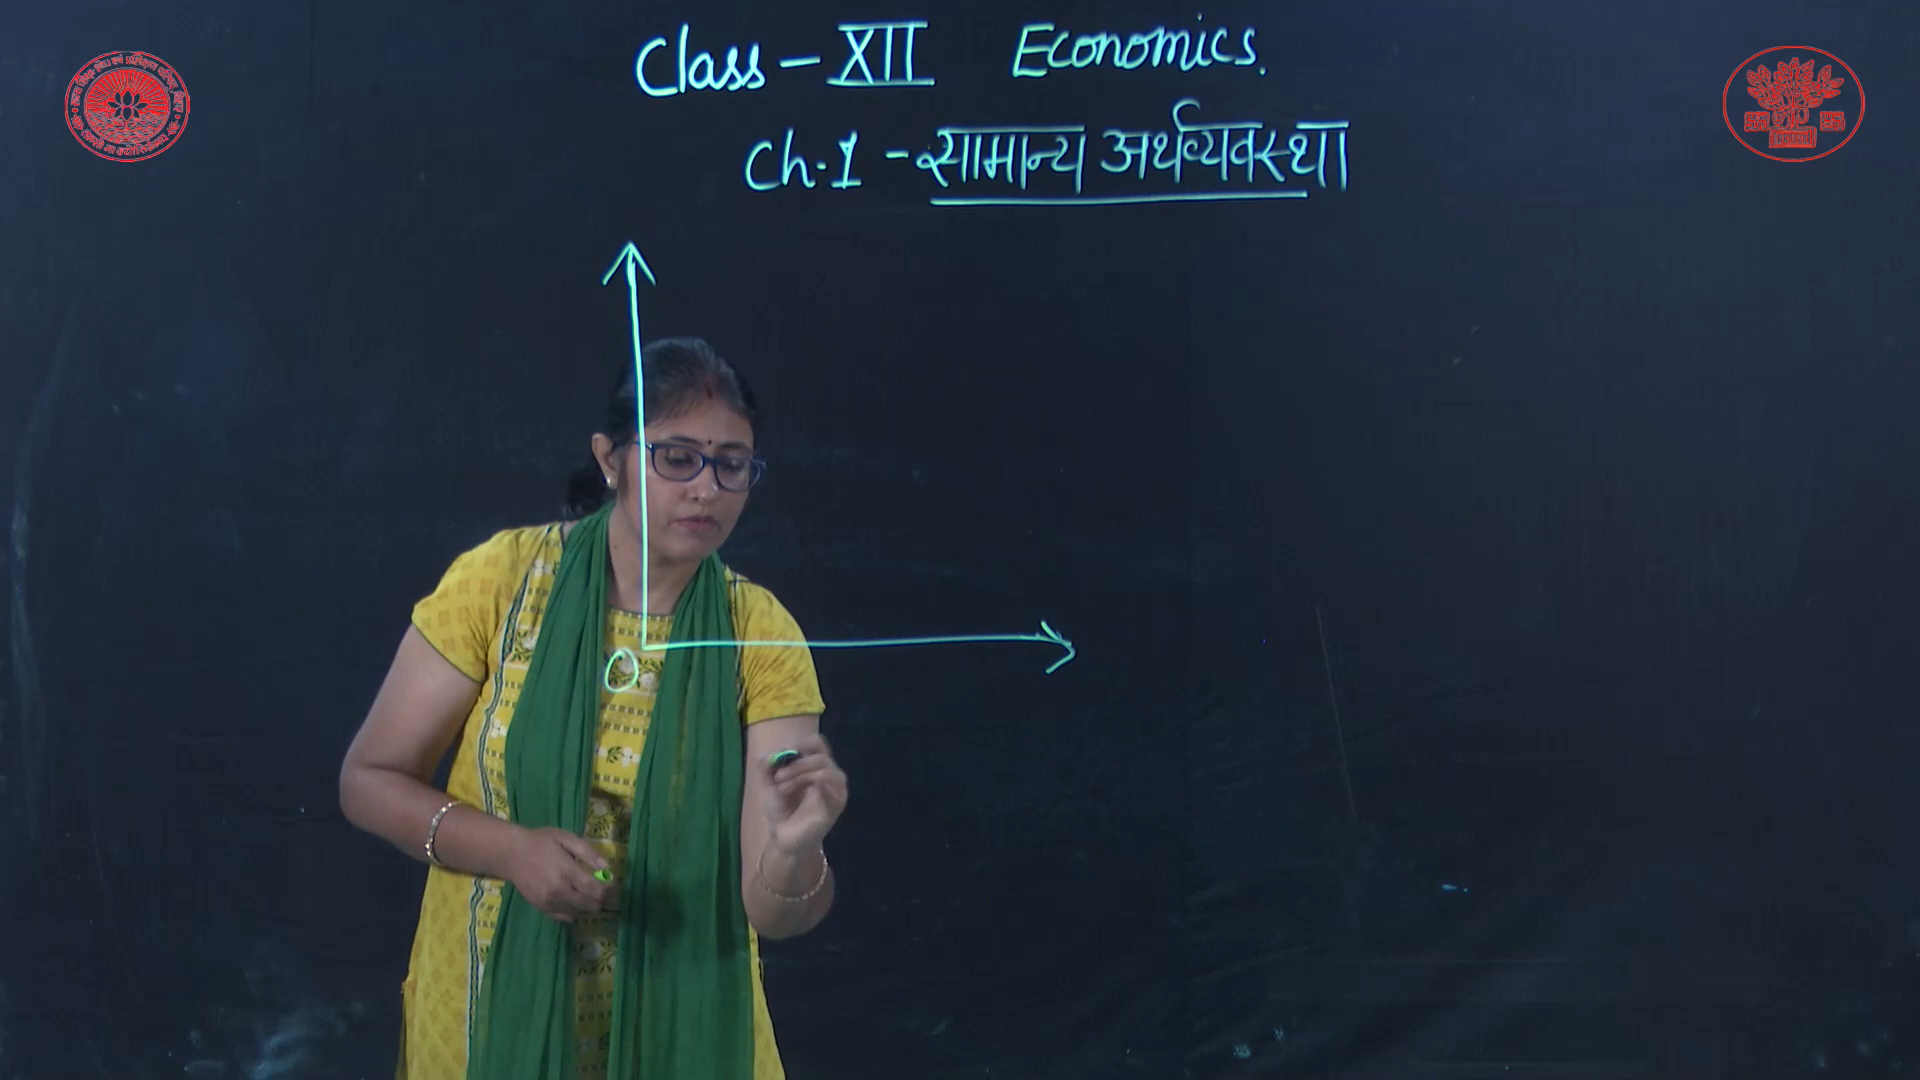 Class - XII Economics.
Ch.1 - सामान्य अर्थव्यवस्था
O